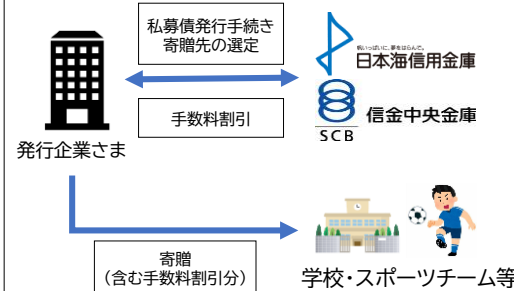 私募債発行手続き
寄贈先の選定
帆いっぱいに、夢をはらんで。
日本海信用金庫
手数料割引
信金中央金庫
SCB
発行企業さま
寄贈
（含む手数料割引分）
学校・スポーツチーム等